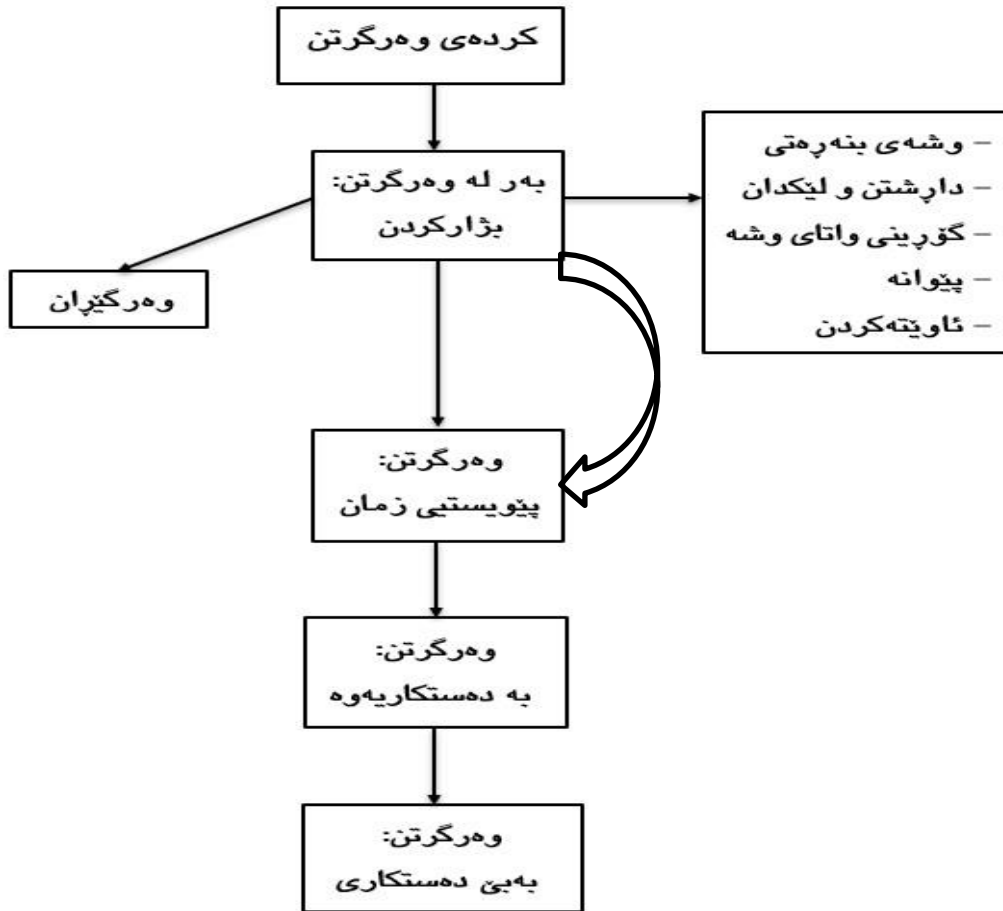 کردەی وەرگرتن
بەر لە وەرگرتن:
بژارکردن
– وشەی بنەڕەتی
– داڕشتن و لێکدان
– گۆڕینی واتای وشە
– پێوانە
– ئاوێتەکردن
وەرگێڕان
وەرگرتن:
پێویستیی زمان
وەرگرتن:
بە دەستکاریەوە
وەرگرتن:
بەبێ دەستکاری